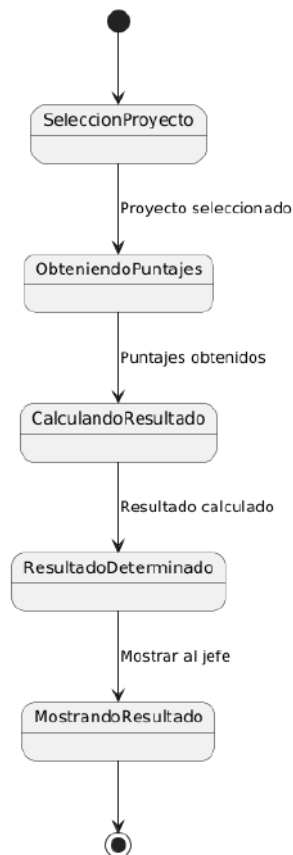 SeleccionProyecto
Proyecto seleccionado
ObteniendoPuntajes
Puntajes obtenidos
CalculandoResultado
Resultado calculado
ResultadoDeterminado
Mostrar al jefe
MostrandoResultado